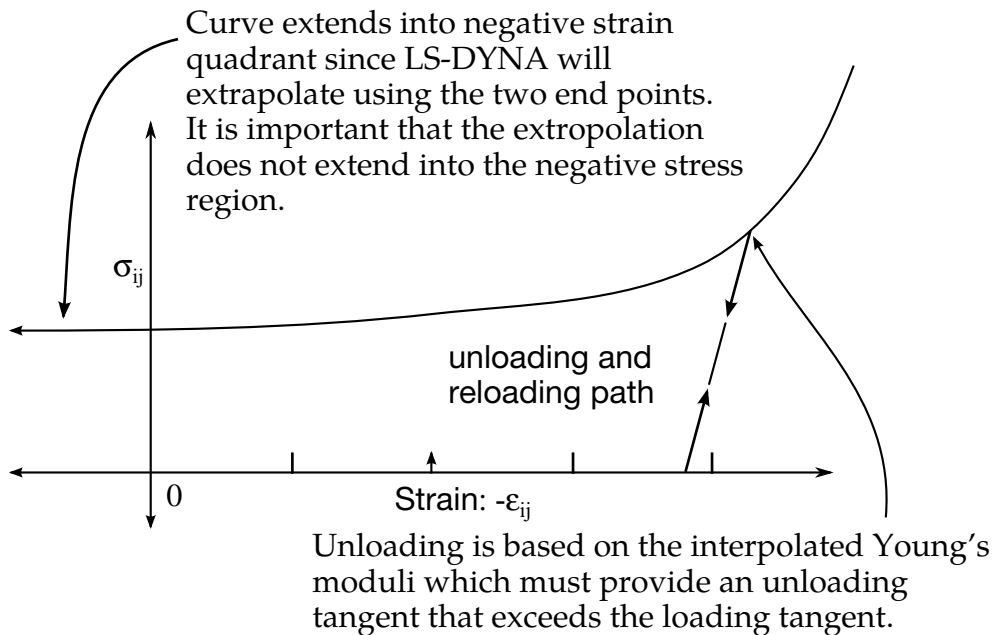 Curve extends into negative strain
quadrant since LS-DYNA will
extrapolate using the two end points.
It is important that the extropolation
does not extend into the negative stress
region.
σij
unloading and
reloading path
0
Strain: -εij
Unloading is based on the interpolated Young's
moduli which must provide an unloading
tangent that exceeds the loading tangent.